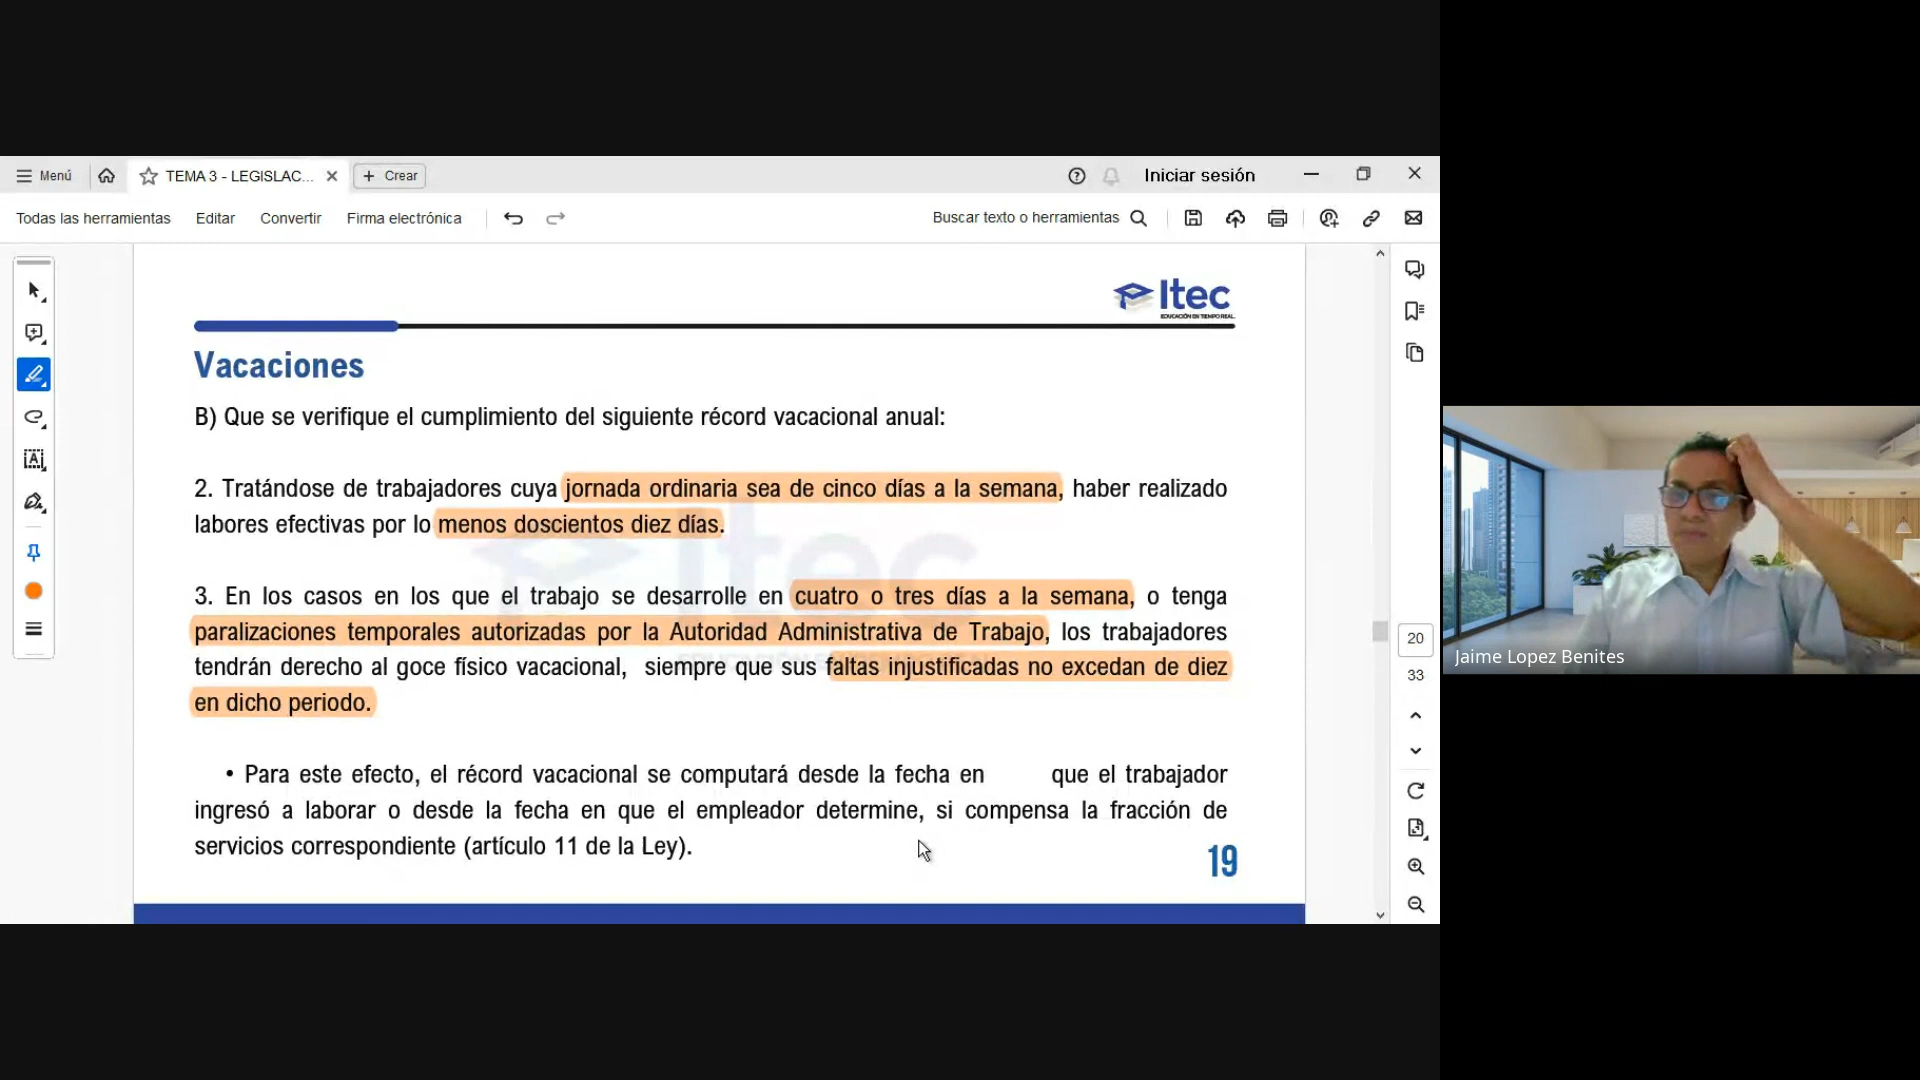 Menú
TEMA 3 - LEGISLAC...
Crear
Iniciar sesión
Todas las herramientas
Editar
Convertir
Firma electrónica
Buscar texto o herramientas
Itec
EDUCACIÓN EN TIEMPO REAL
Vacaciones
B) Que se verifique el cumplimiento del siguiente récord vacacional anual:
2. Tratándose de trabajadores cuya jornada ordinaria sea de cinco días a la semana, haber realizado
labores efectivas por lo menos doscientos diez días.
Itec
3. En los casos en los que el trabajo se desarrolle en cuatro o tres días a la semana, o tenga
paralizaciones temporales autorizadas por la Autoridad Administrativa de Trabajo, los trabajadores
tendrán derecho al goce físico vacacional, siempre que sus faltas injustificadas no excedan de diez
en dicho periodo.
• Para este efecto, el récord vacacional se computará desde la fecha en que el trabajador
ingresó a laborar o desde la fecha en que el empleador determine, si compensa la fracción de
servicios correspondiente (artículo 11 de la Ley).
19
20
33
Jaime Lopez Benites